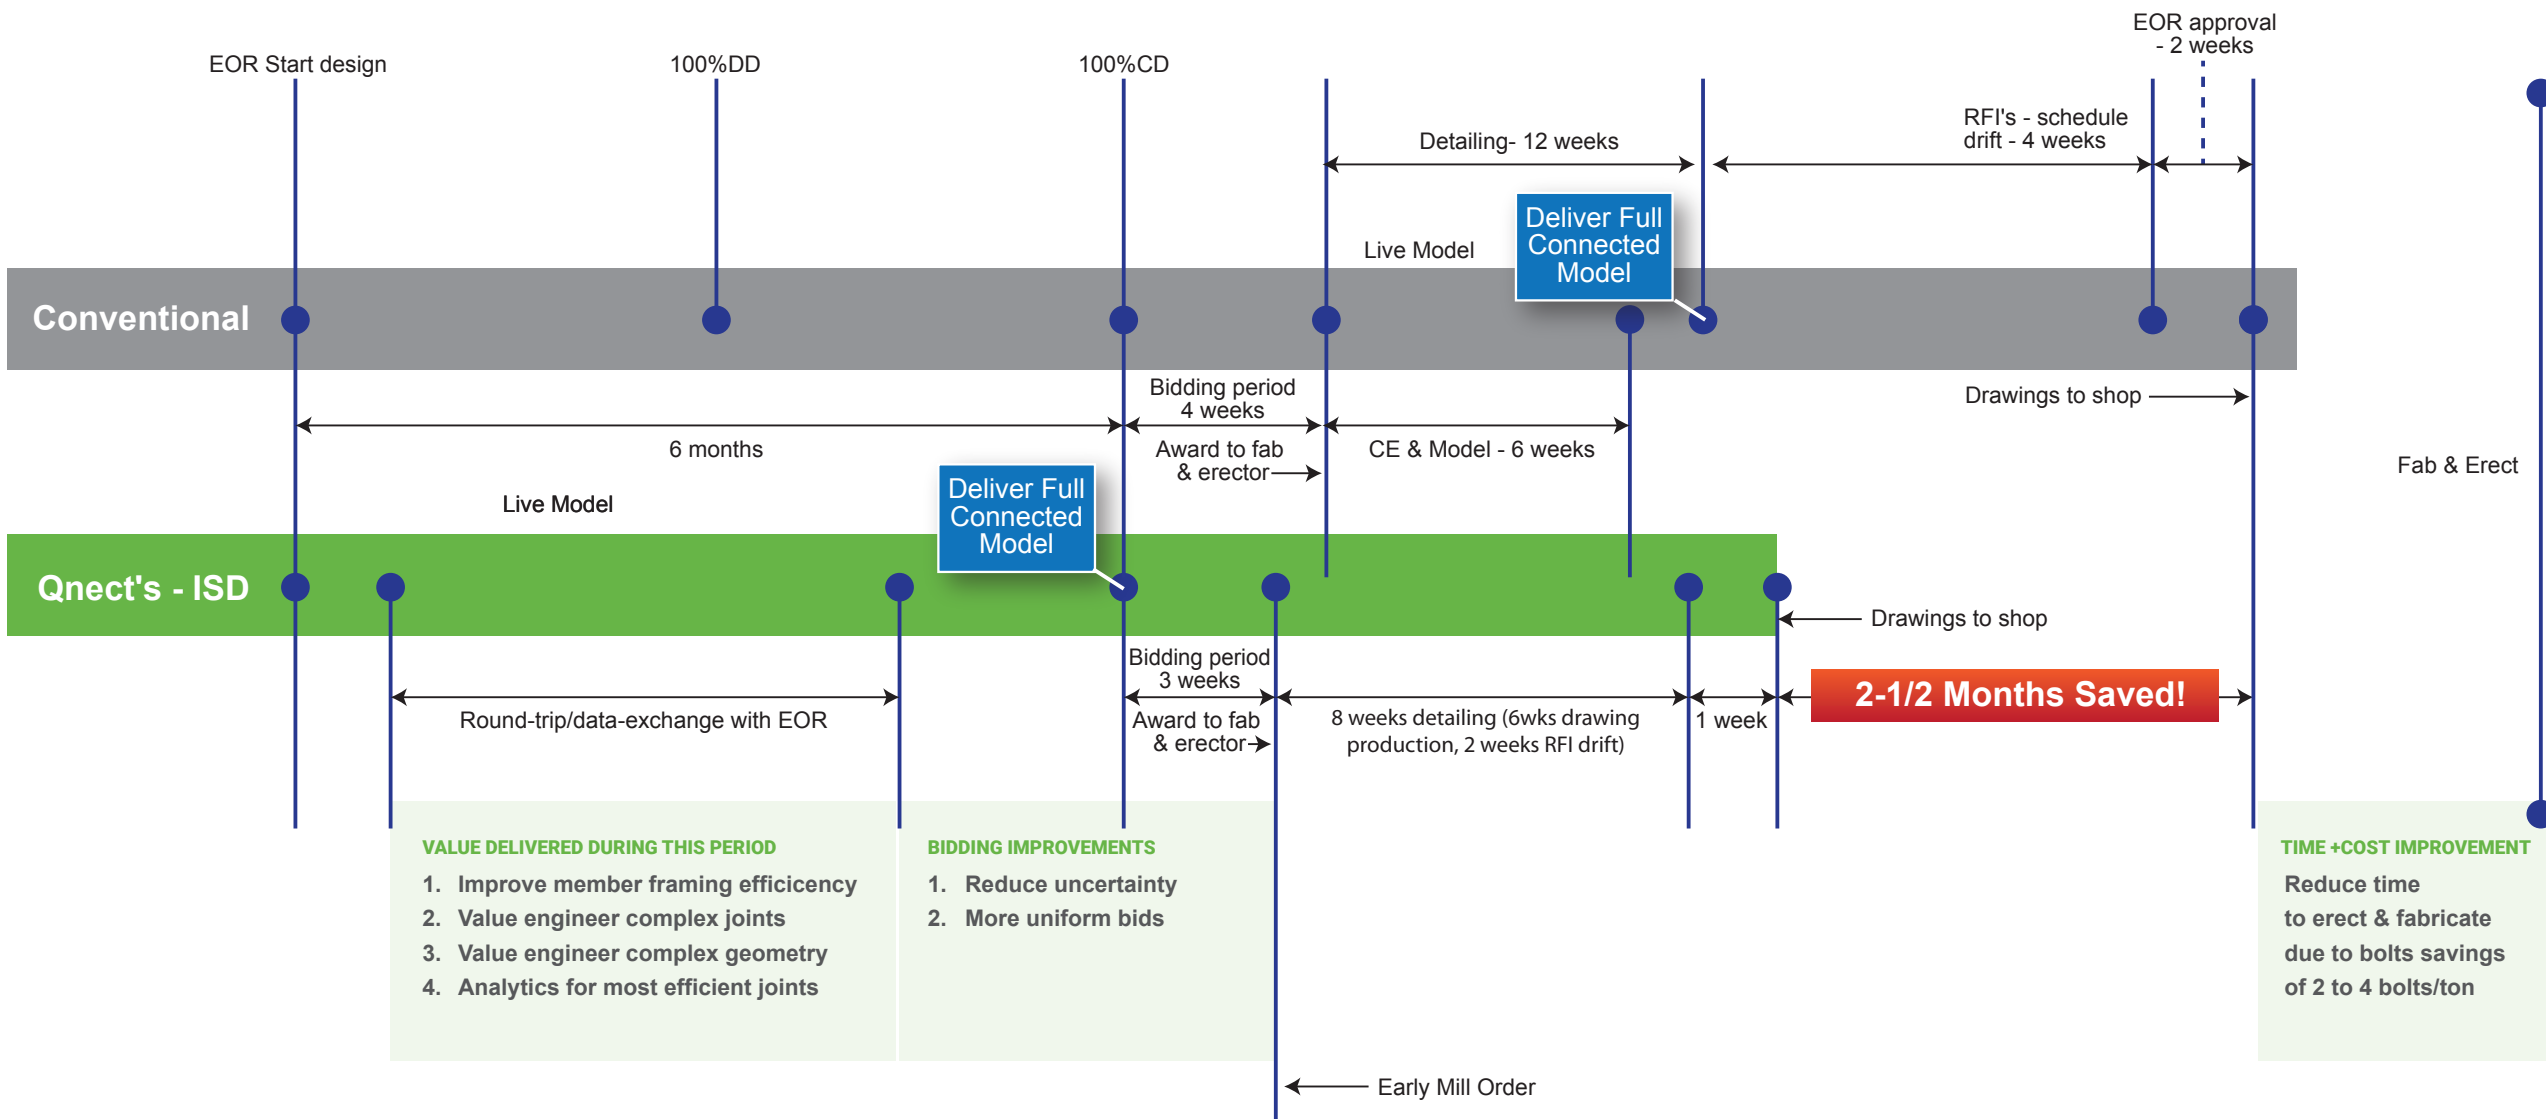 EOR approval
- 2 weeks
EOR Start design
100%DD
100%CD
RFI's - schedule
drift - 4 weeks
Detailing- 12 weeks
Deliver Full
Connected
Model
Live Model
Conventional
Bidding period
4 weeks
Drawings to shop
6 months
Award to fab
& erector
CE & Model - 6 weeks
Fab & Erect
Live Model
Deliver Full
Connected
Model
Qnect's - ISD
Drawings to shop
Bidding period
3 weeks
2-1/2 Months Saved!
Round-trip/data-exchange with EOR
Award to fab
& erector
8 weeks detailing (6wks drawing
production, 2 weeks RFI drift)
1 week
VALUE DELIVERED DURING THIS PERIOD
1. Improve member framing efficicency
2. Value engineer complex joints
3. Value engineer complex geometry
4. Analytics for most efficient joints
BIDDING IMPROVEMENTS
1. Reduce uncertainty
2. More uniform bids
TIME +COST IMPROVEMENT
Reduce time
to erect & fabricate
due to bolts savings
of 2 to 4 bolts/ton
Early Mill Order